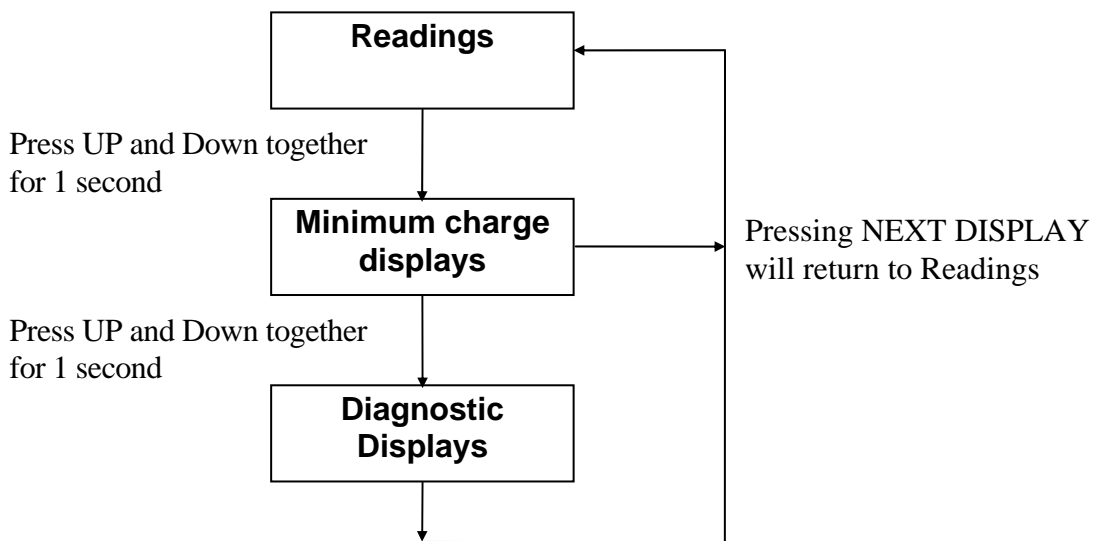 Readings
Press UP and Down together
for 1 second
Minimum charge
displays
Pressing NEXT DISPLAY
will return to Readings
Press UP and Down together
for 1 second
Diagnostic
Displays